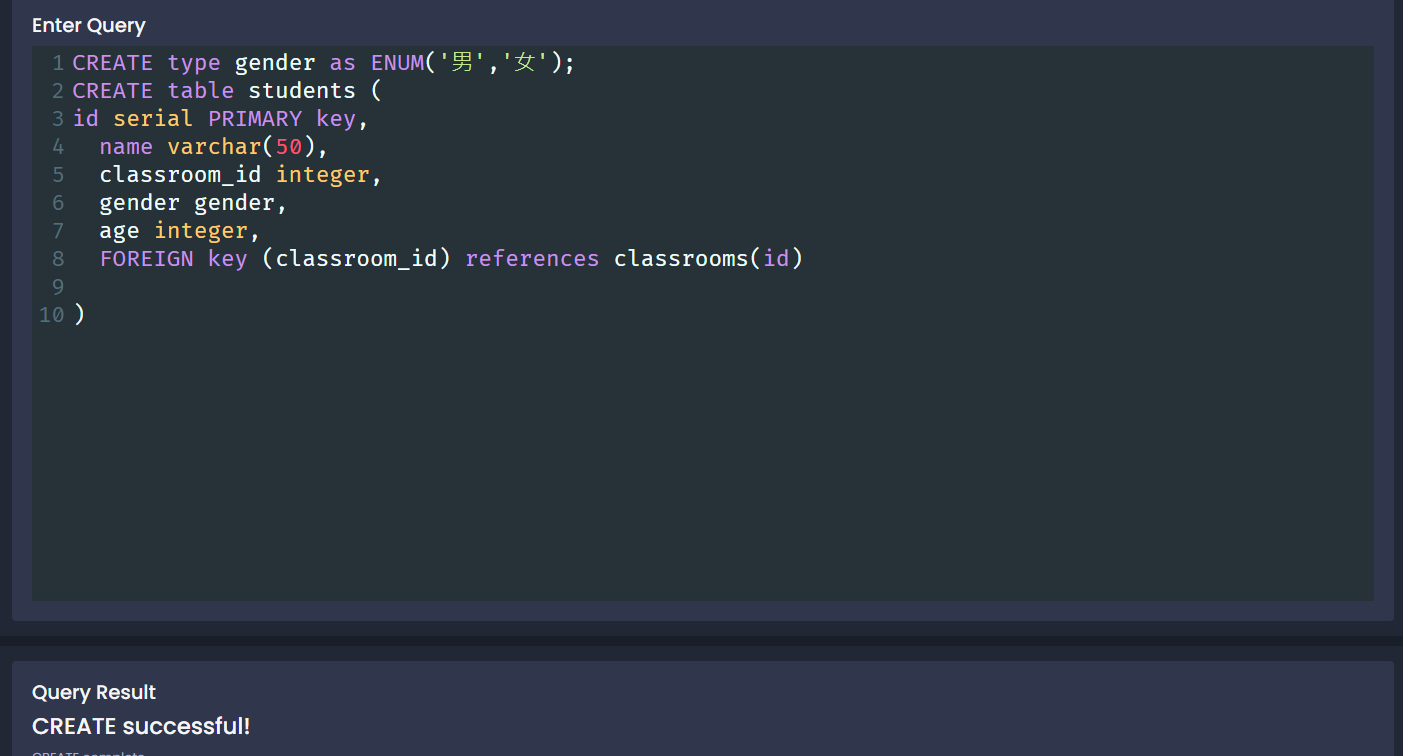 Enter Query
1 CREATE type gender as ENUM('男','女');
2 CREATE table students (
3 id serial PRIMARY key,
4   name varchar(50),
5   classroom_id integer,
6   gender gender,
7   age integer,
8   FOREIGN key (classroom_id) references classrooms(id)
9
10 )
Query Result
CREATE successful!